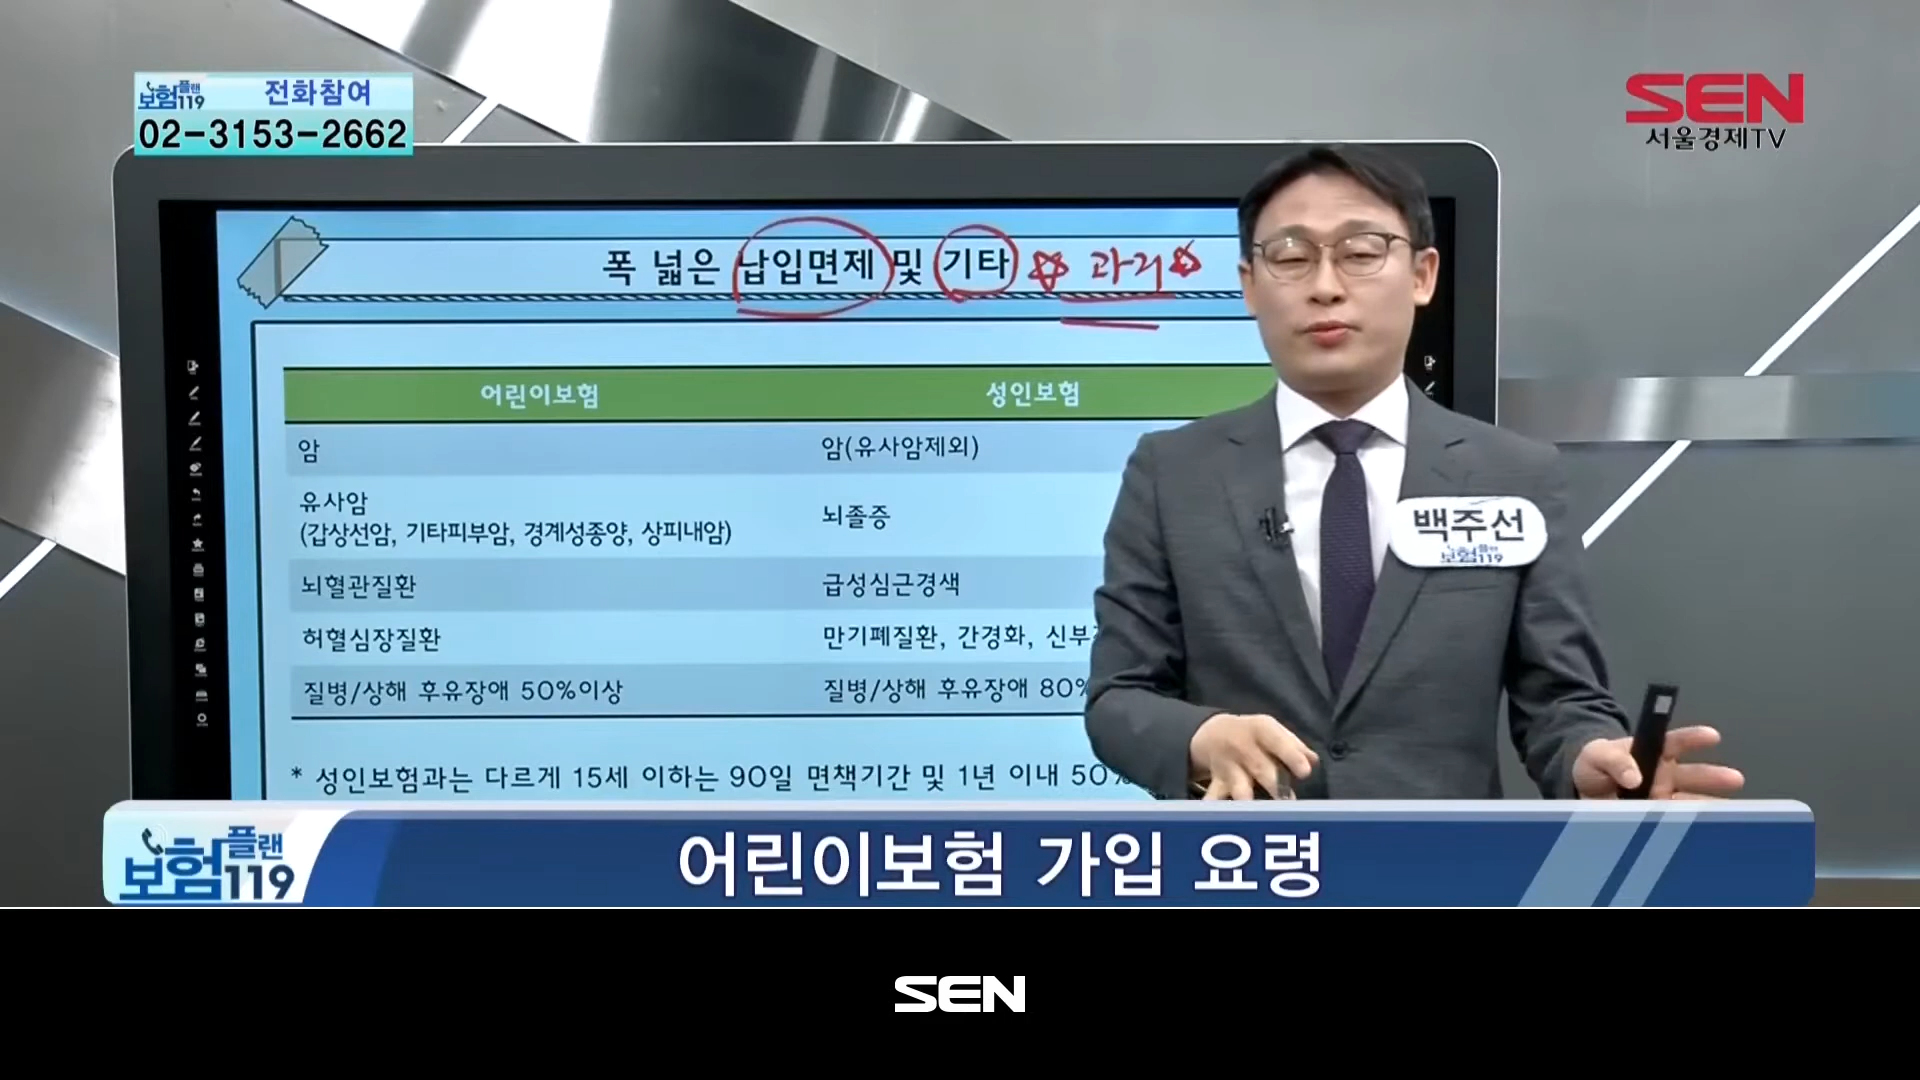 보험플랜119 전화참여
02-3153-2662
SEN
서울경제TV
폭 넓은 납입면제 및 기타 과거
어린이보험 성인보험
암 암(유사암제외)
유사암
(갑상선암, 기타피부암, 경계성종양, 상피내암) 뇌졸증
뇌혈관질환 급성심근경색
허혈심장질환 만기폐질환, 간경화, 신부
질병/상해 후유장애 50%이상 질병/상해 후유장애 80%
* 성인보험과는 다르게 15세 이하는 90일 면책기간 및 1년 이내 50%
백주선
보험플랜119
보험플랜119
어린이보험 가입 요령
SEN